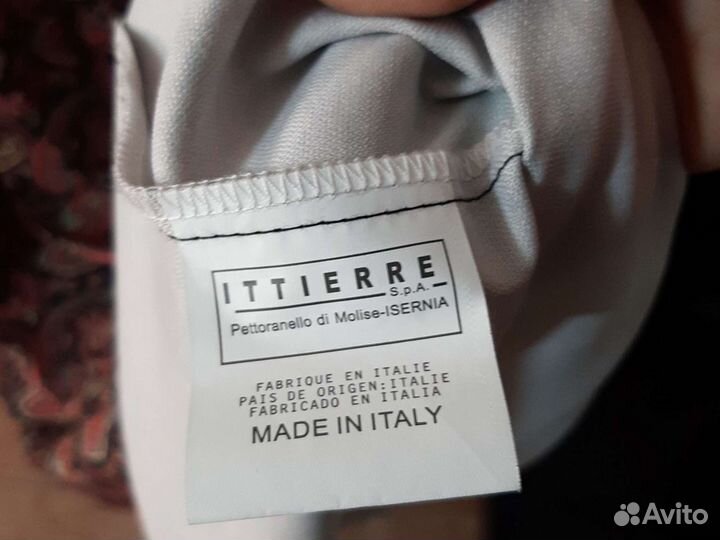 ITTIERRE
S.p.A.
Pettoranello di Molise-ISERNIA
FABRIQUE EN ITALIE
PAIS DE ORIGEN:ITALIE
FABRICADO EN ITALIA
MADE IN ITALY
Avito